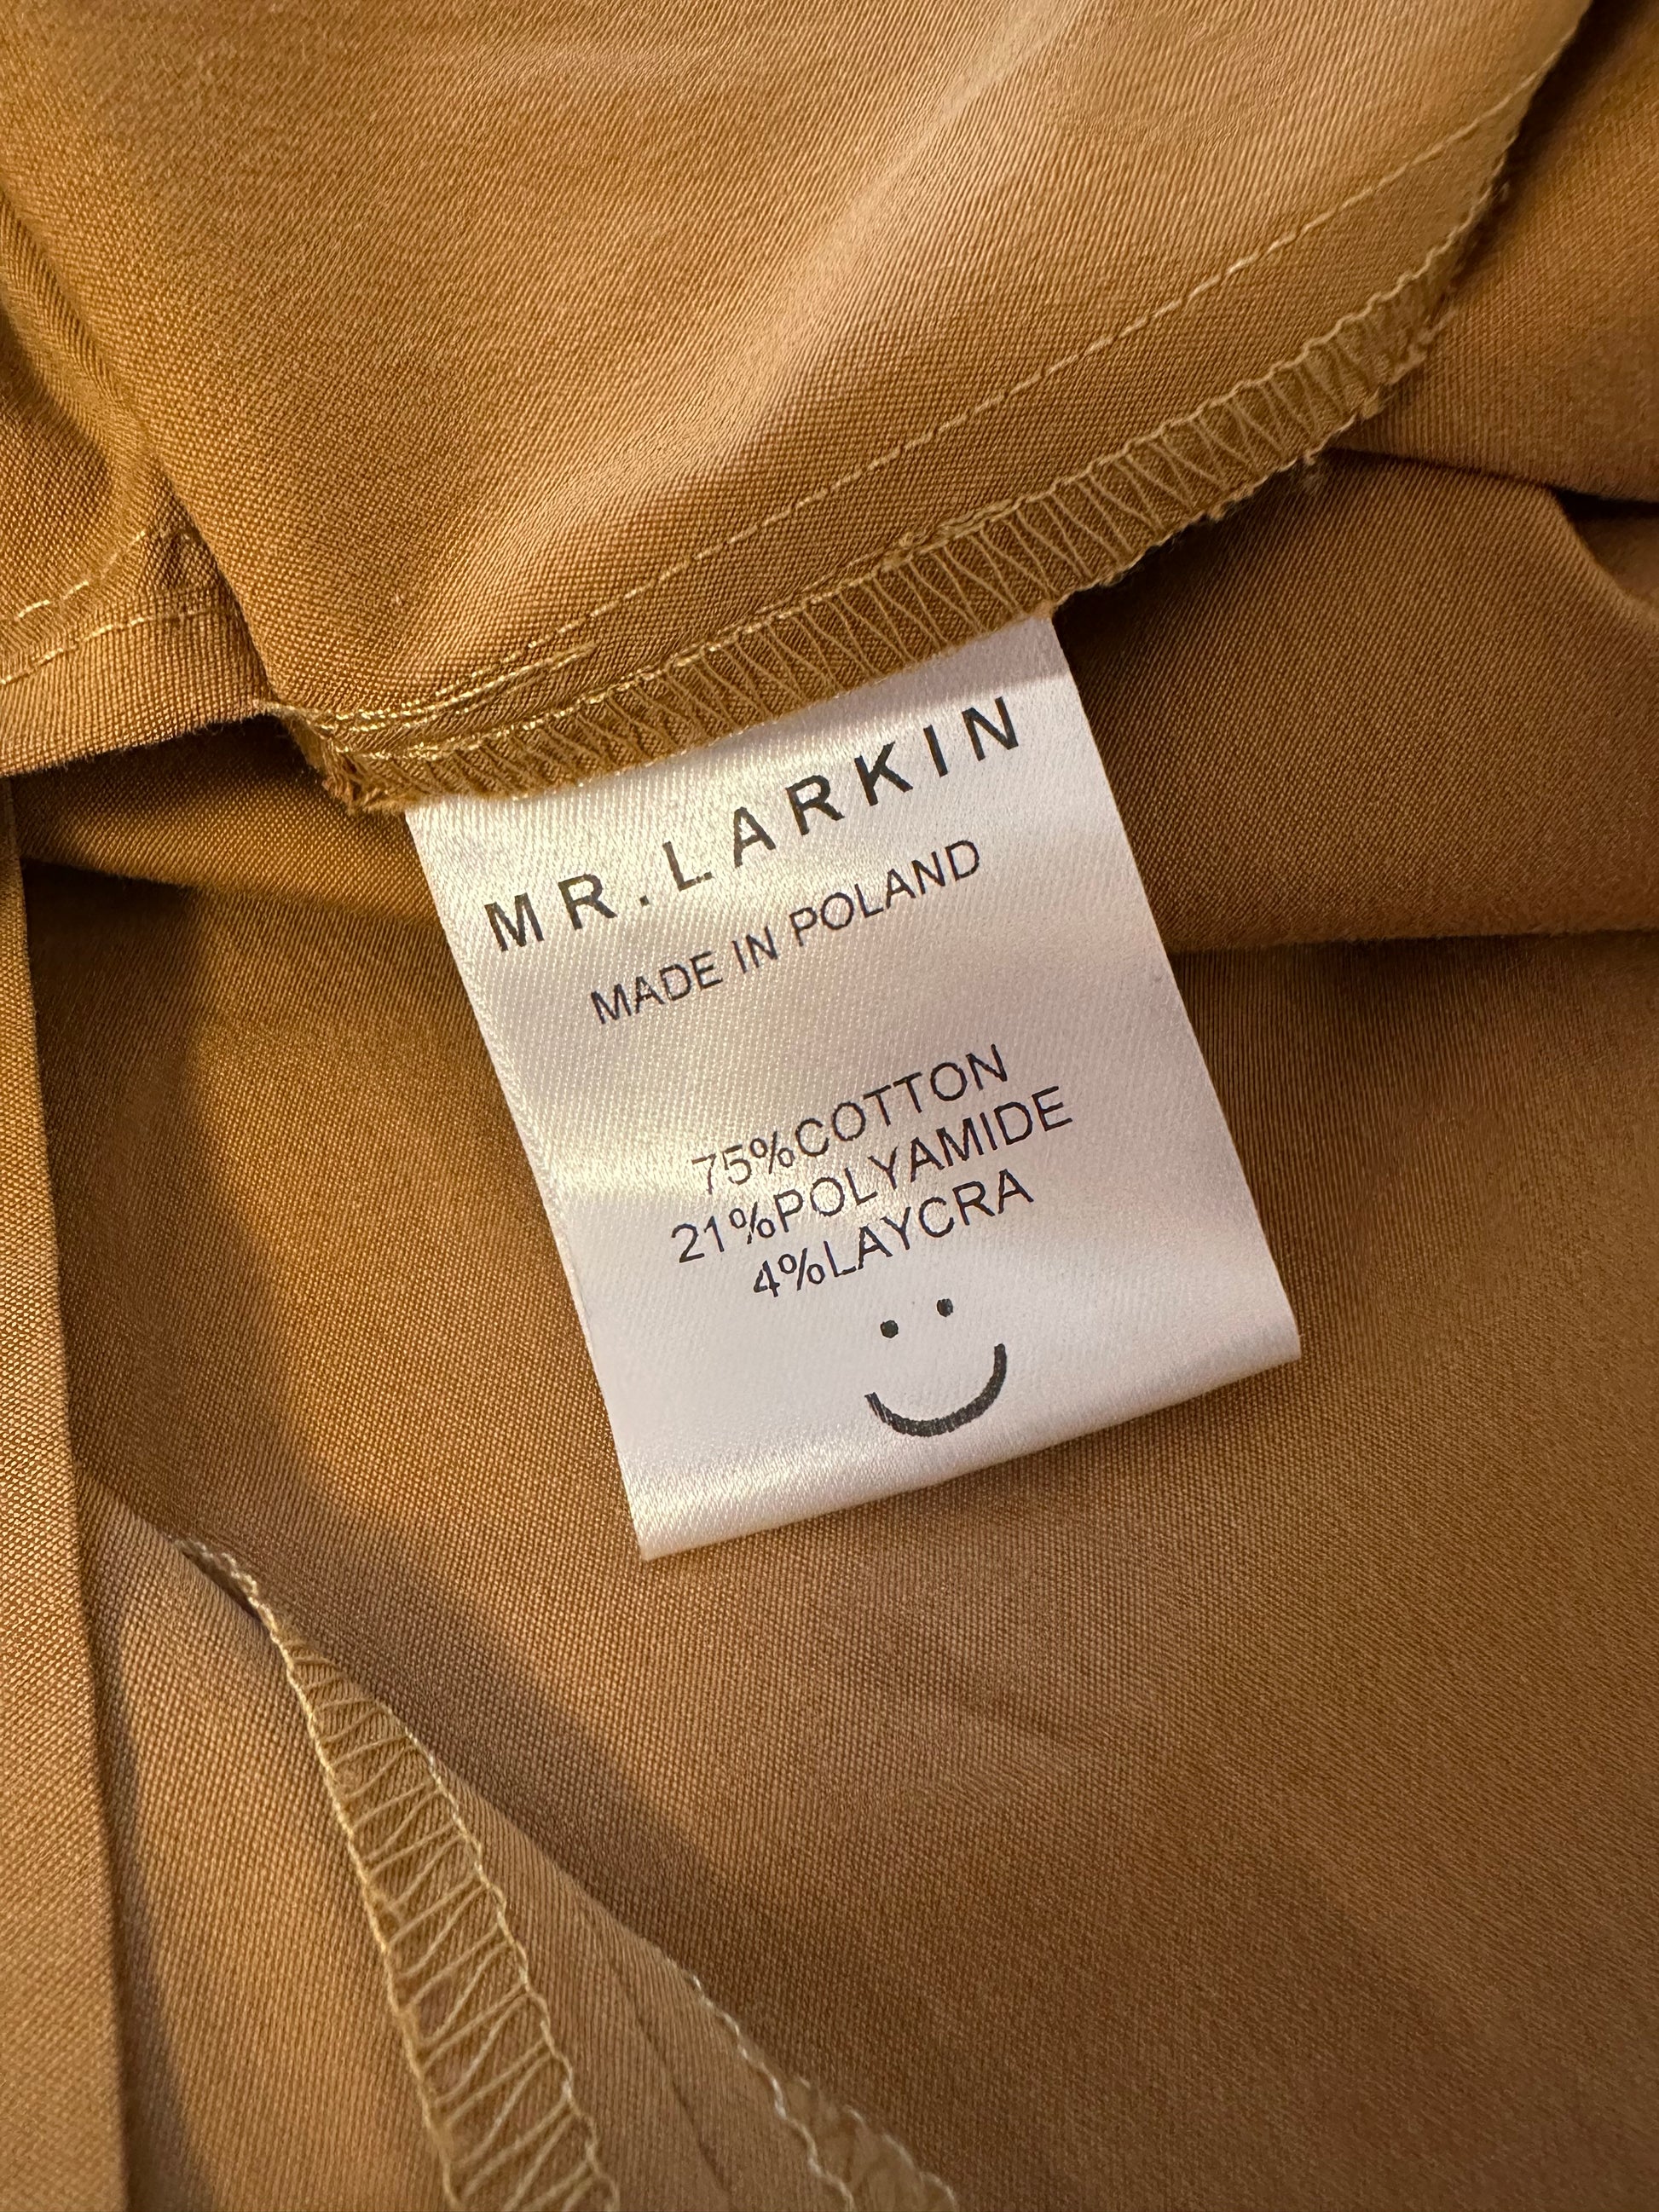 MR.LARKIN
MADE IN POLAND
75%COTTON
21%POLYAMIDE
4%LAYCRA